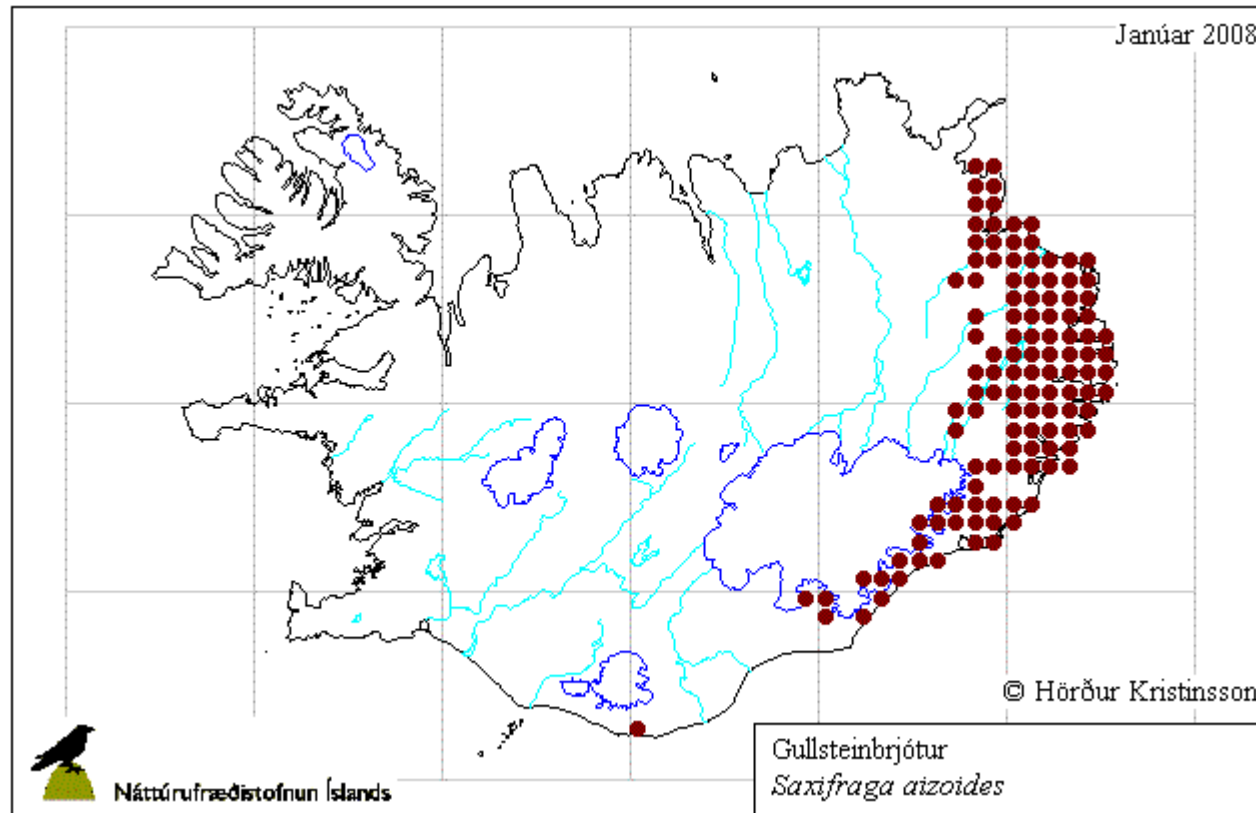 Janúar 2008
© Hörður Kristinsson
Gullsteinbrjótur
Saxifraga aizoides
Náttúrufræðistofnun Íslands